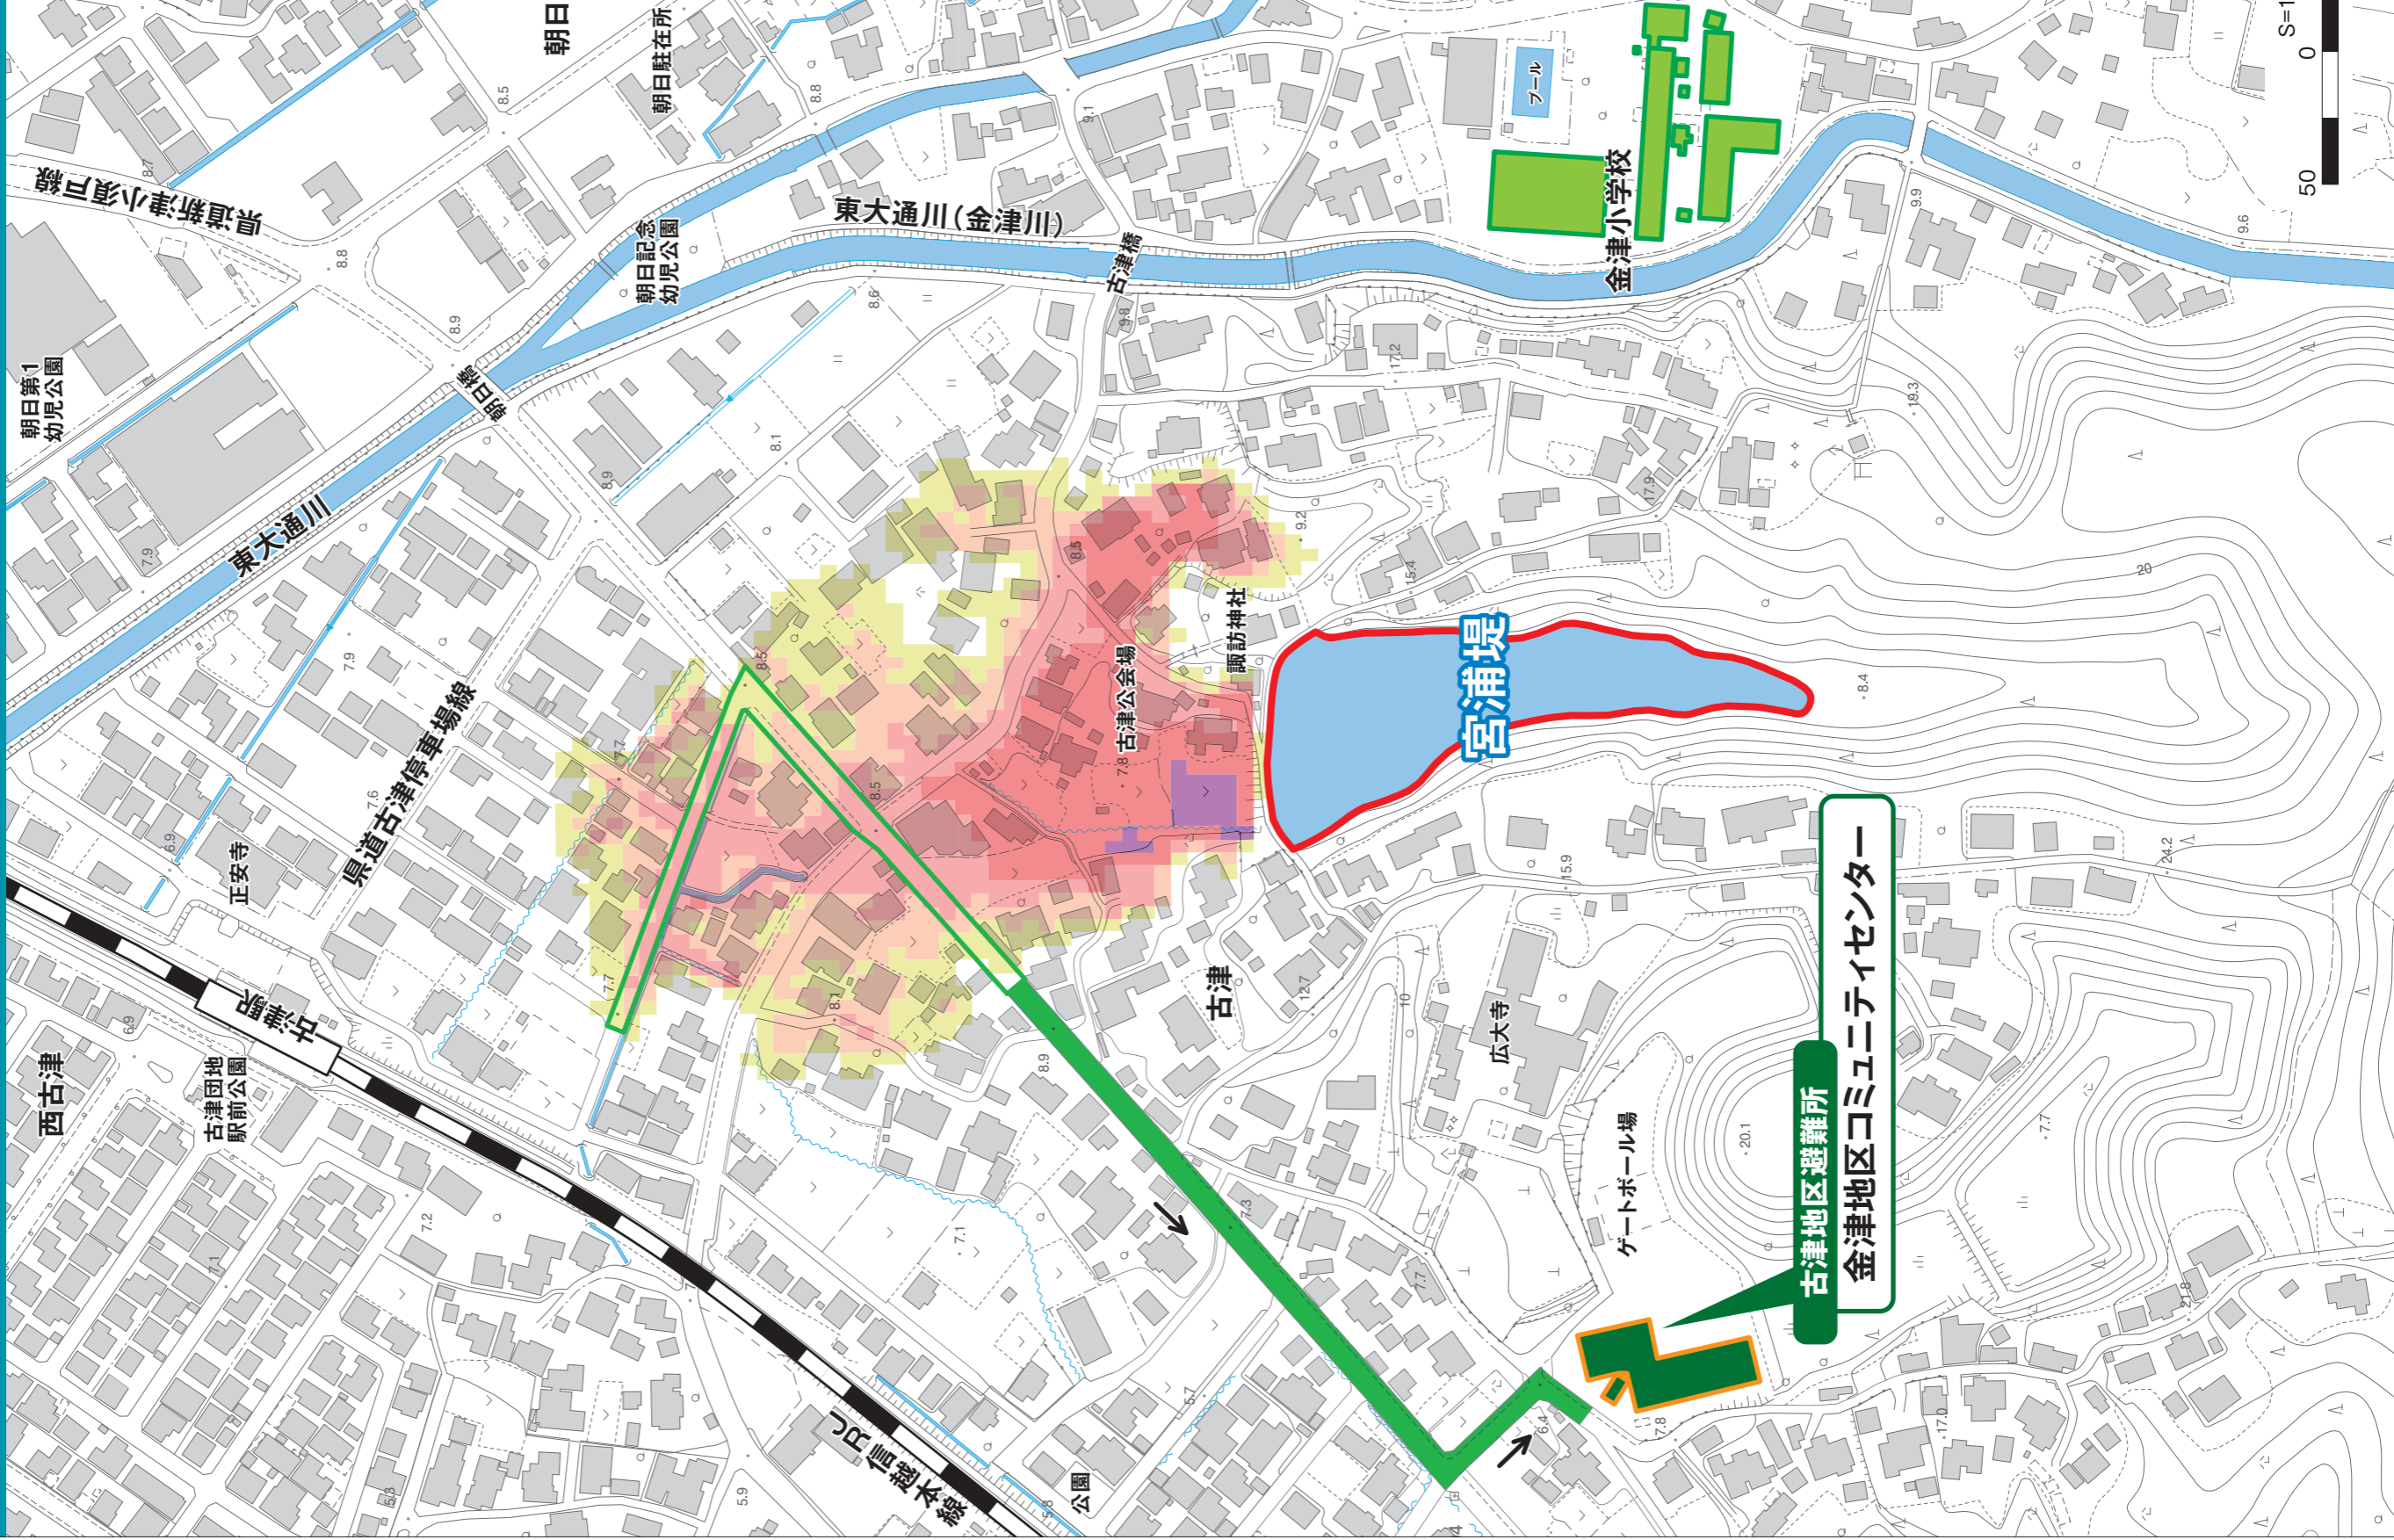 朝日
朝日駐在所
県道新津小須戸線
8.5
8.8
8.7
8.8
9.1
プール
S=1
0
50
金津小学校
東大通川(金津川)
朝日記念
幼児公園
古津橋
9.8
9.9
9.6
8.9
8.6
朝日第1
幼児公園
朝日橋
17.2
19.3
8.1
8.9
東大通川
7.9
17.9
9.2
8.5
15.4
20
7.9
8.5
諏訪神社
古津公会場
宮浦堤
8.4
県道古津停車場線
7.7
7.6
7.8
8.5
6.9
正安寺
15.9
24.2
7.7
8.1
古津
12.7
10
広大寺
古津駅
6.9
西古津
古津団地
駅前公園
8.9
20.1
7.7
ゲートボール場
古津地区避難所
金津地区コミュニティセンター
7.2
7.1
7.1
7.3
7.7
21.8
5.7
6.4
7.8
17.0
JR信越本線
5.3
5.9
5.8
公園